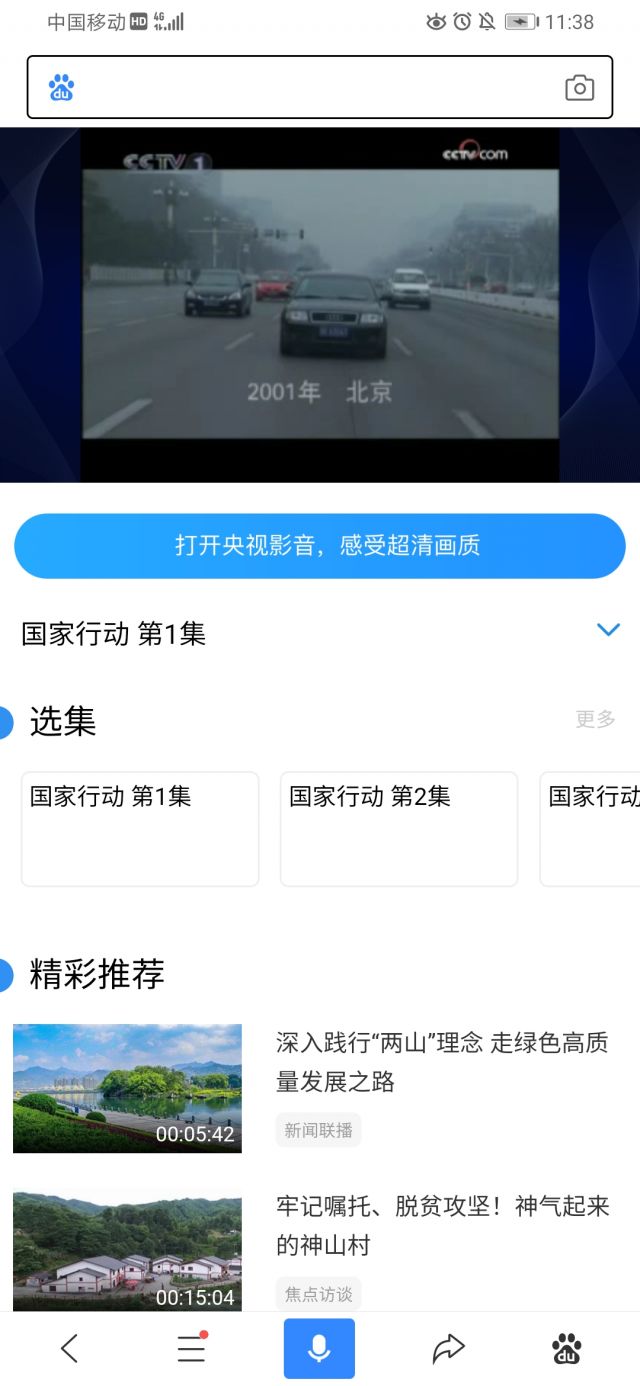 中国移动 HD 4G 11:38
du
CCTV 1
CCTV.com
2001年 北京
打开央视影音，感受超清画质
国家行动 第1集
选集
更多
国家行动 第1集
国家行动 第2集
国家行动
精彩推荐
深入践行“两山”理念 走绿色高质
量发展之路
00:05:42
新闻联播
牢记嘱托、脱贫攻坚！神气起来
的神山村
00:15:04
焦点访谈
du